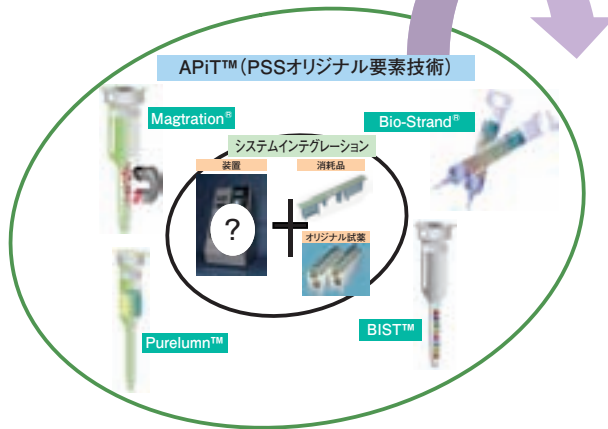 APiT™(PSSオリジナル要素技術)
Magtration®
Bio-Strand®
システムインテグレーション
装置
消耗品
?
オリジナル試薬
Purelumn™
BIST™